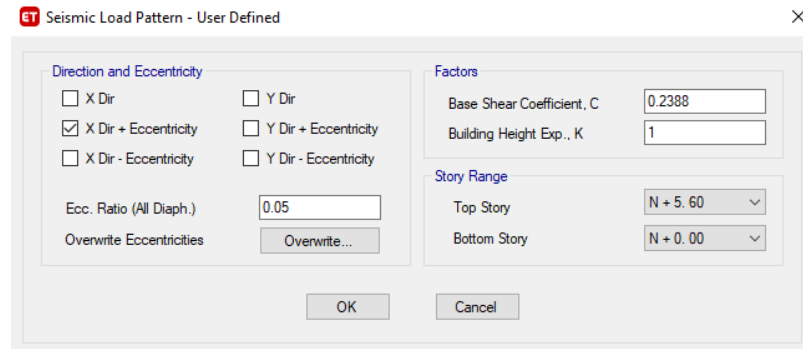 ET Seismic Load Pattern - User Defined
Direction and Eccentricity
X Dir
Y Dir
X Dir + Eccentricity
Y Dir + Eccentricity
X Dir - Eccentricity
Y Dir - Eccentricity
Ecc. Ratio (All Diaph.) 0.05
Overwrite Eccentricities Overwrite...
Factors
Base Shear Coefficient, C 0.2388
Building Height Exp., K 1
Story Range
Top Story N + 5. 60
Bottom Story N + 0. 00
OK
Cancel